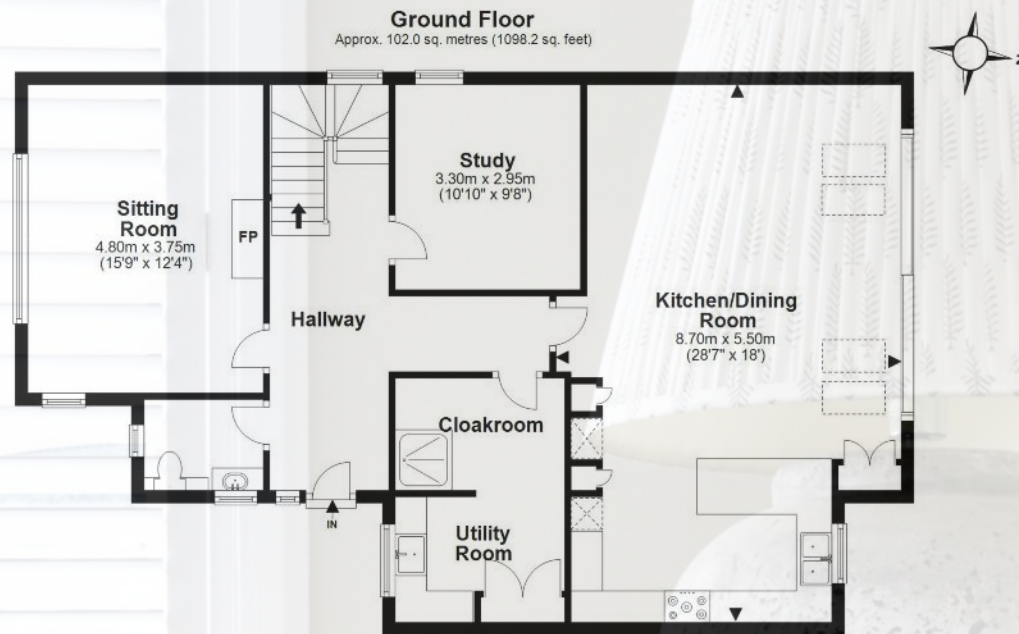 Ground Floor
Approx. 102.0 sq. metres (1098.2 sq. feet)
Study
3.30m x 2.95m
(10'10" x 9'8")
Sitting
Room
4.80m x 3.75m
(15'9" x 12'4")
FP
Hallway
Kitchen/Dining
Room
8.70m x 5.50m
(28'7" x 18')
Cloakroom
Utility
Room
IN